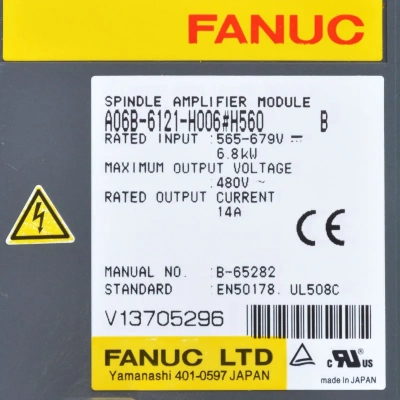 FANUC
SPINDLE AMPLIFIER MODULE
A06B-6121-H006#H560 B
RATED INPUT : 565-679V ⎓
6.8kW
MAXIMUM OUTPUT VOLTAGE
: 480V ~
RATED OUTPUT CURRENT
: 14A
CE
MANUAL NO. : B-65282
STANDARD : EN50178. UL508C
V13705296
FANUC LTD
Yamanashi 401-0597 JAPAN
c RU us
MADE IN JAPAN